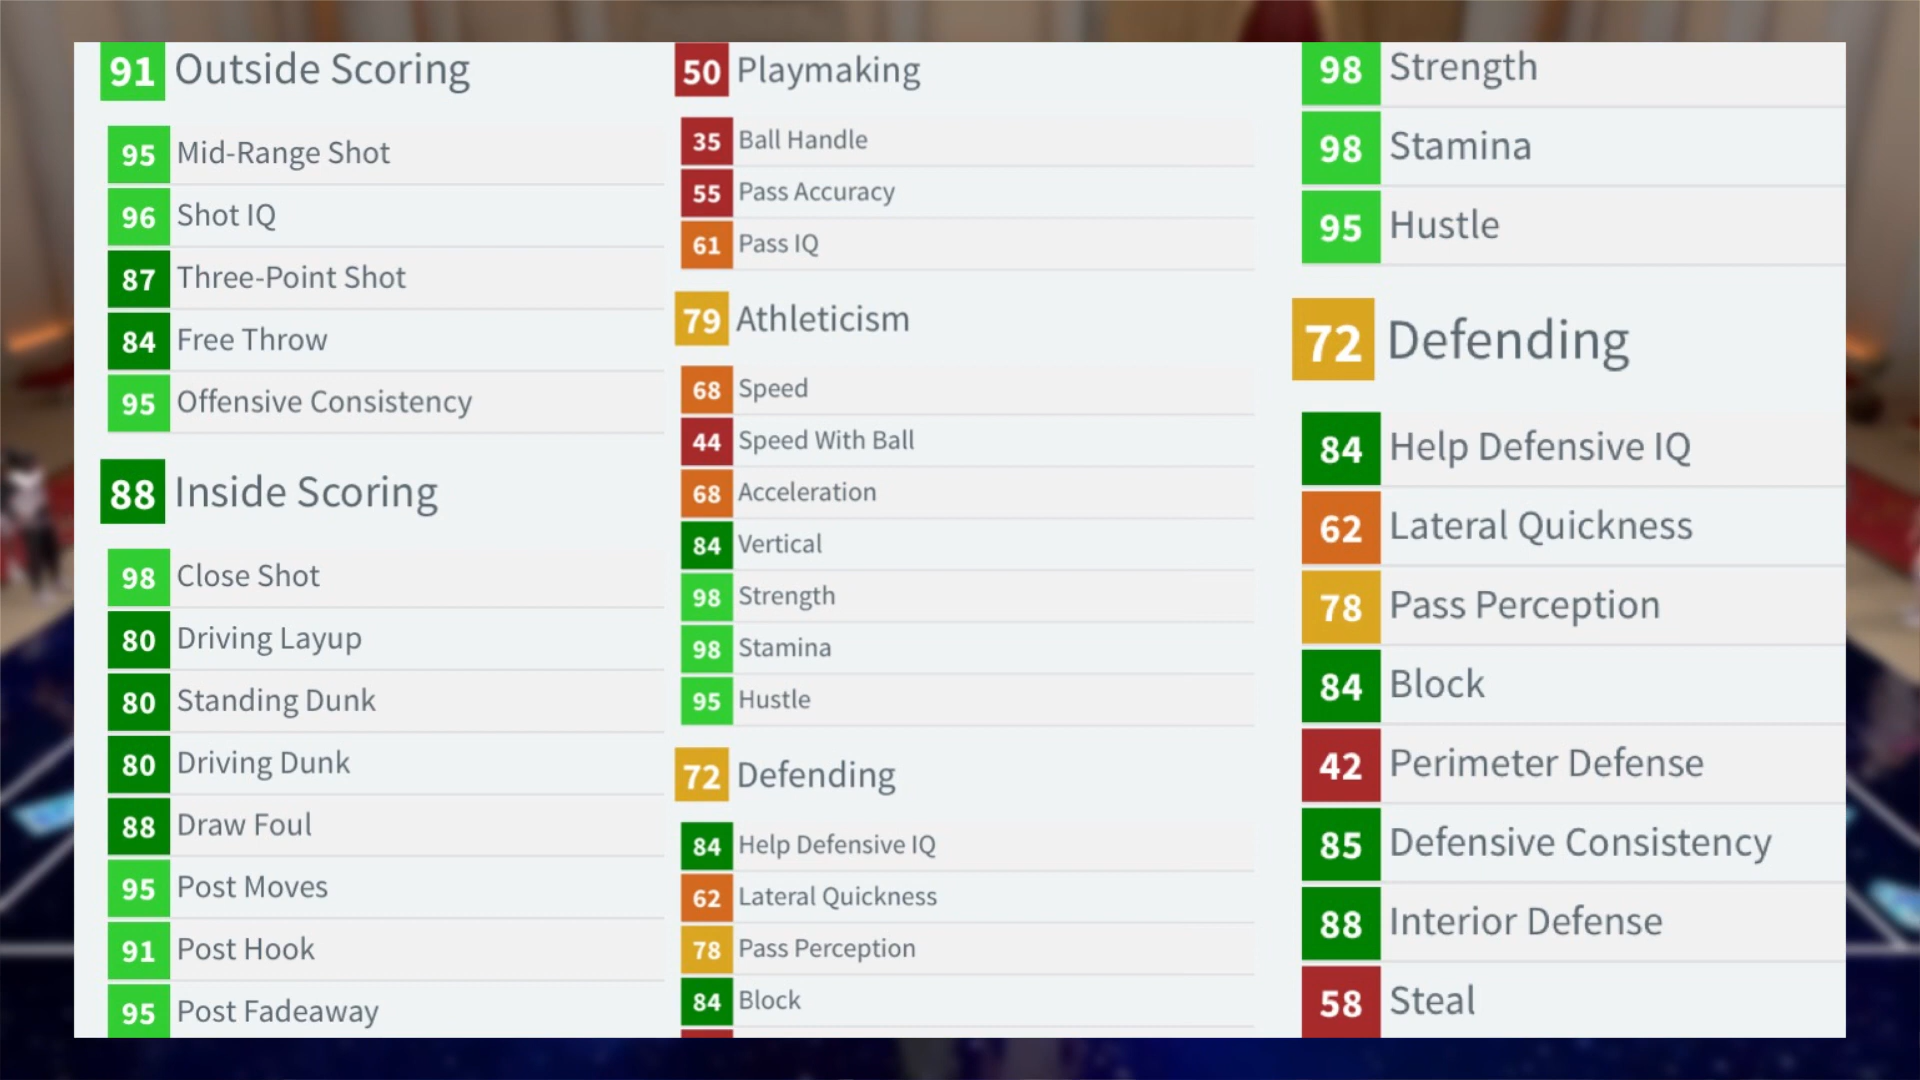 91 Outside Scoring
95 Mid-Range Shot
96 Shot IQ
87 Three-Point Shot
84 Free Throw
95 Offensive Consistency
88 Inside Scoring
98 Close Shot
80 Driving Layup
80 Standing Dunk
80 Driving Dunk
88 Draw Foul
95 Post Moves
91 Post Hook
95 Post Fadeaway
50 Playmaking
35 Ball Handle
55 Pass Accuracy
61 Pass IQ
79 Athleticism
68 Speed
44 Speed With Ball
68 Acceleration
84 Vertical
98 Strength
98 Stamina
95 Hustle
72 Defending
84 Help Defensive IQ
62 Lateral Quickness
78 Pass Perception
84 Block
98 Strength
98 Stamina
95 Hustle
72 Defending
84 Help Defensive IQ
62 Lateral Quickness
78 Pass Perception
84 Block
42 Perimeter Defense
85 Defensive Consistency
88 Interior Defense
58 Steal